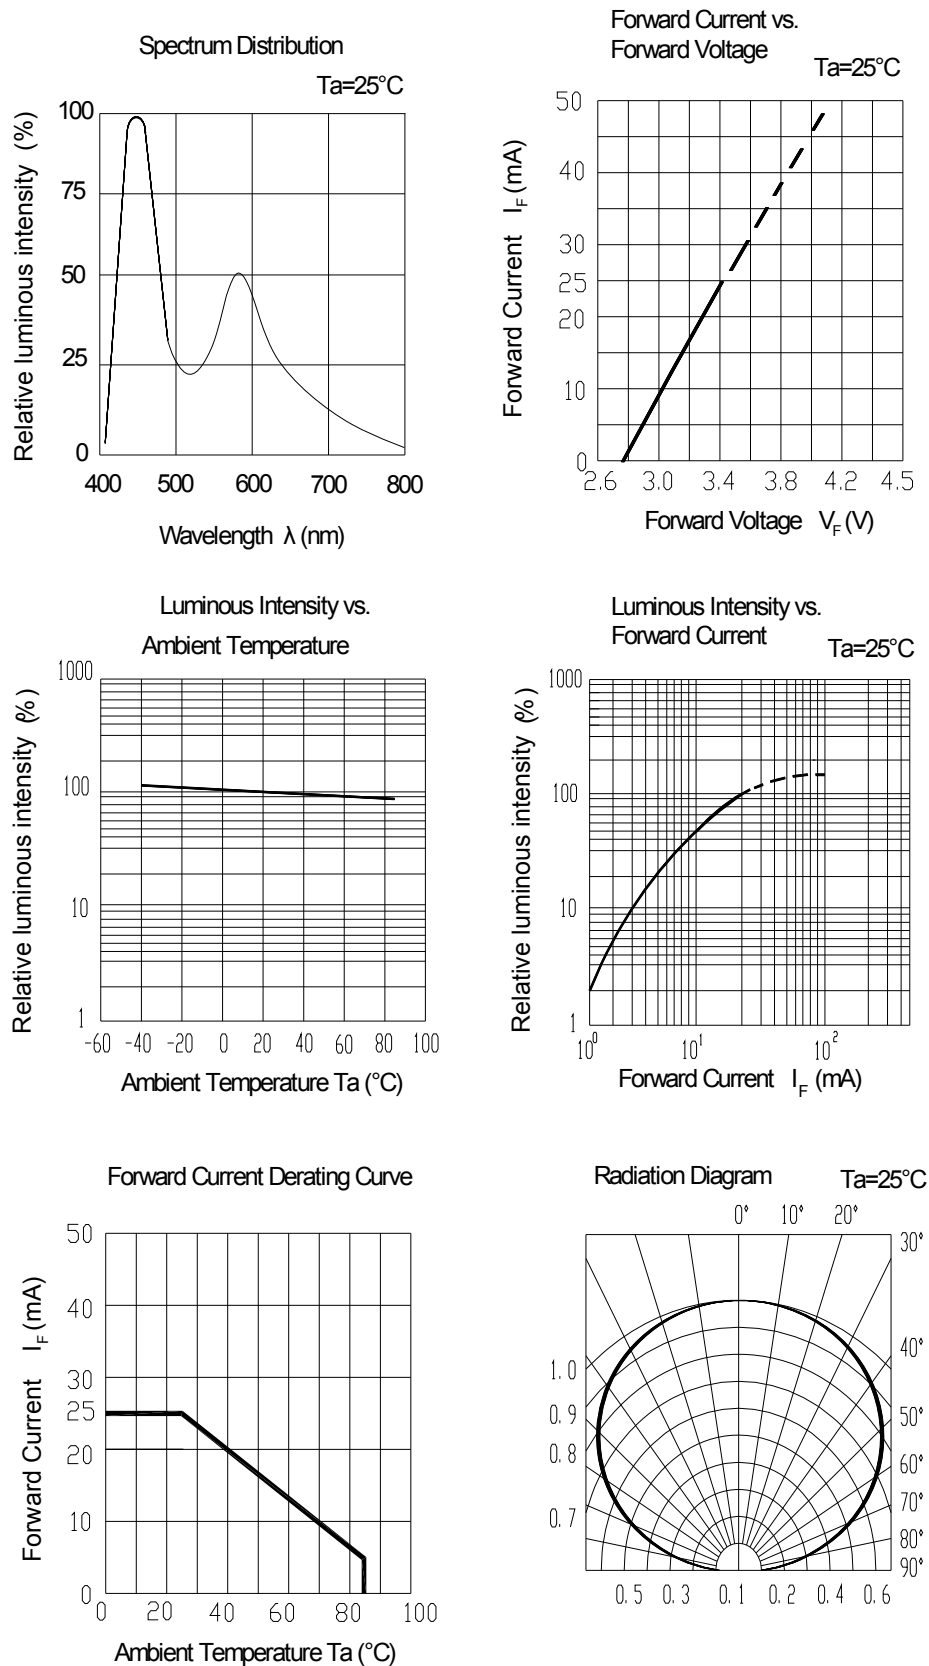 Spectrum Distribution
Ta=25°C
Relative luminous intensity (%)
100
75
50
25
0
400 500 600 700 800
Wavelength λ (nm)
Forward Current vs.
Forward Voltage
Ta=25°C
Forward Current I_F (mA)
50
40
30
25
20
10
0
2.6 3.0 3.4 3.8 4.2 4.5
Forward Voltage V_F (V)
Luminous Intensity vs.
Ambient Temperature
Relative luminous intensity (%)
1000
100
10
1
-60 -40 -20 0 20 40 60 80 100
Ambient Temperature Ta (°C)
Luminous Intensity vs.
Forward Current
Ta=25°C
Relative luminous intensity (%)
1000
100
10
1
10⁰ 10¹ 10²
Forward Current I_F (mA)
Forward Current Derating Curve
Forward Current I_F (mA)
50
40
30
25
20
10
0
0 20 40 60 80 100
Ambient Temperature Ta (°C)
Radiation Diagram
Ta=25°C
0° 10° 20°
30°
40°
50°
60°
70°
80°
90°
1.0
0.9
0.8
0.7
0.5 0.3 0.1 0.2 0.4 0.6